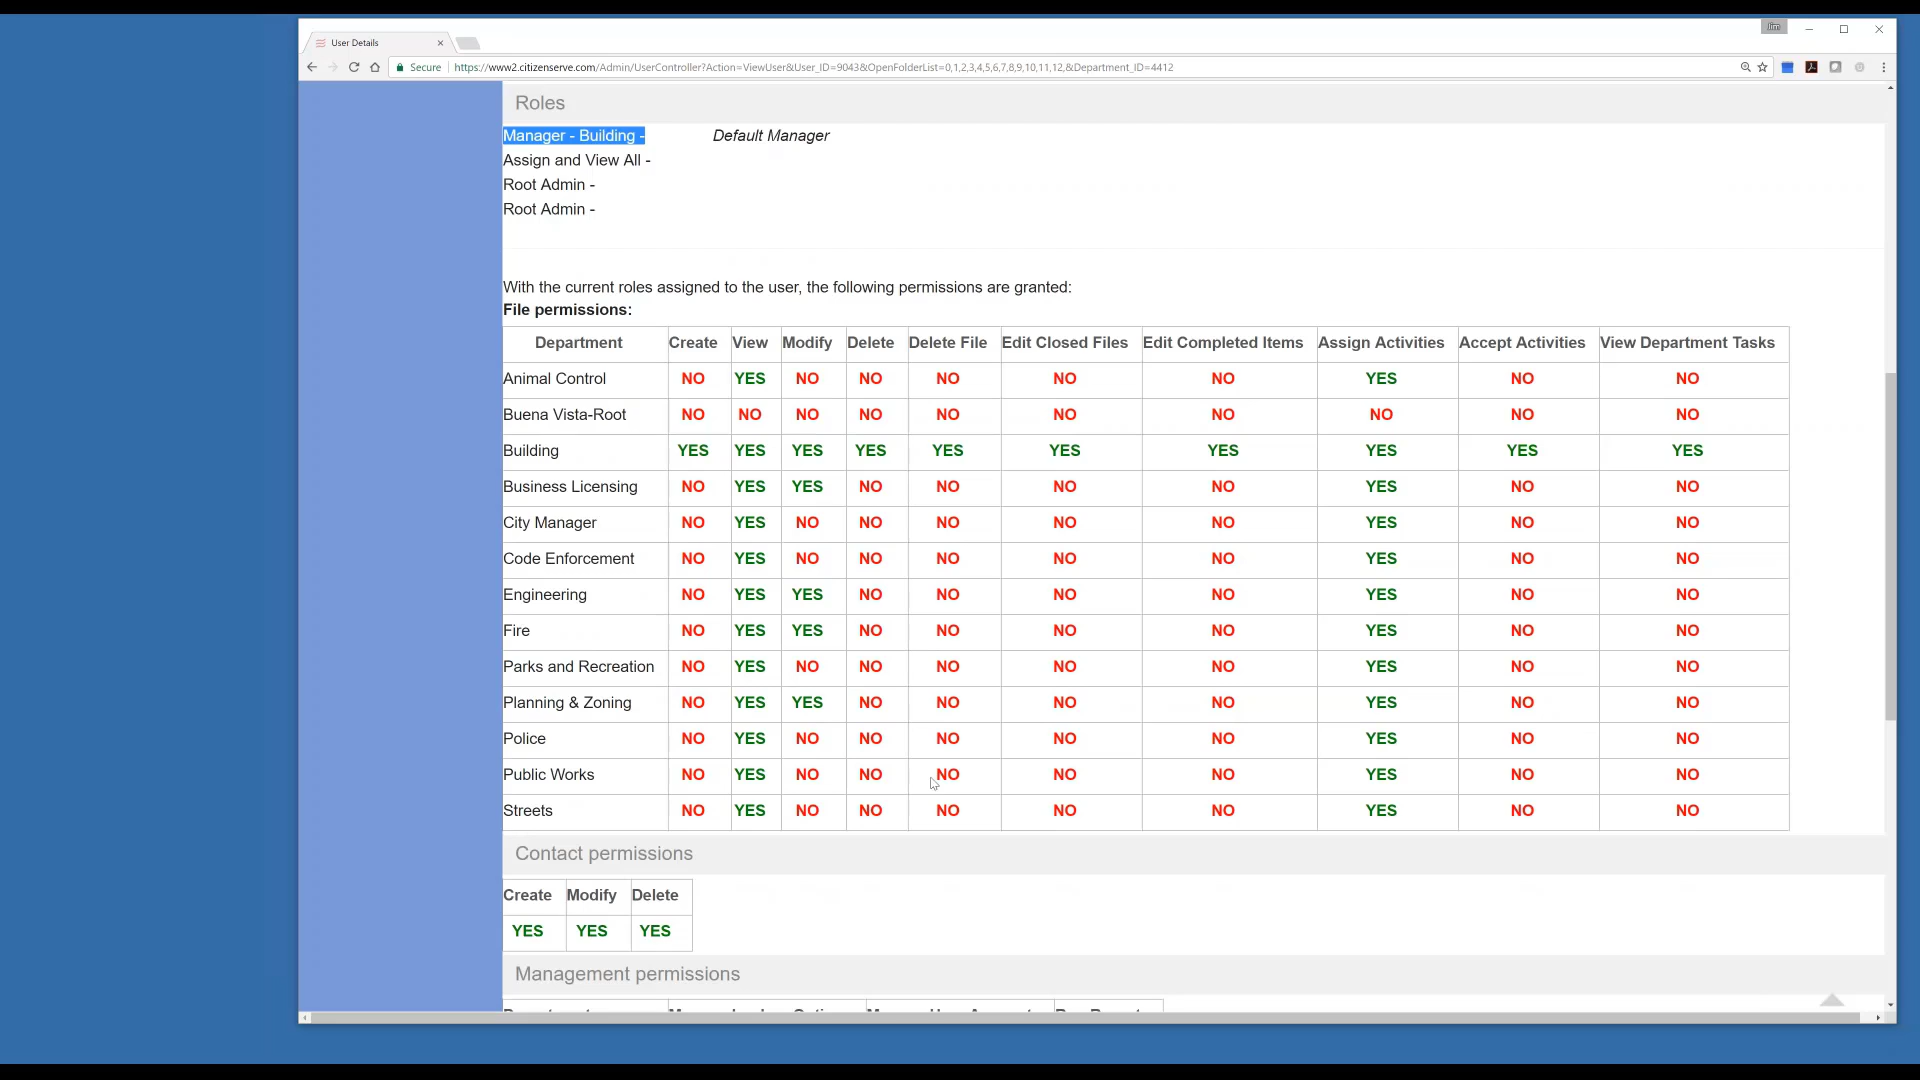 Jim
User Details
Secure https://www2.citizenserve.com/Admin/UserController?Action=ViewUser&User_ID=9043&OpenFolderList=0,1,2,3,4,5,6,7,8,9,10,11,12,&Department_ID=4412
Roles
Manager - Building - Default Manager
Assign and View All -
Root Admin -
Root Admin -
With the current roles assigned to the user, the following permissions are granted:
File permissions:
Department Create View Modify Delete Delete File Edit Closed Files Edit Completed Items Assign Activities Accept Activities View Department Tasks
Animal Control NO YES NO NO NO NO NO YES NO NO
Buena Vista-Root NO NO NO NO NO NO NO NO NO NO
Building YES YES YES YES YES YES YES YES YES YES
Business Licensing NO YES YES NO NO NO NO YES NO NO
City Manager NO YES NO NO NO NO NO YES NO NO
Code Enforcement NO YES NO NO NO NO NO YES NO NO
Engineering NO YES YES NO NO NO NO YES NO NO
Fire NO YES YES NO NO NO NO YES NO NO
Parks and Recreation NO YES NO NO NO NO NO YES NO NO
Planning & Zoning NO YES YES NO NO NO NO YES NO NO
Police NO YES NO NO NO NO NO YES NO NO
Public Works NO YES NO NO NO NO NO YES NO NO
Streets NO YES NO NO NO NO NO YES NO NO
Contact permissions
Create Modify Delete
YES YES YES
Management permissions